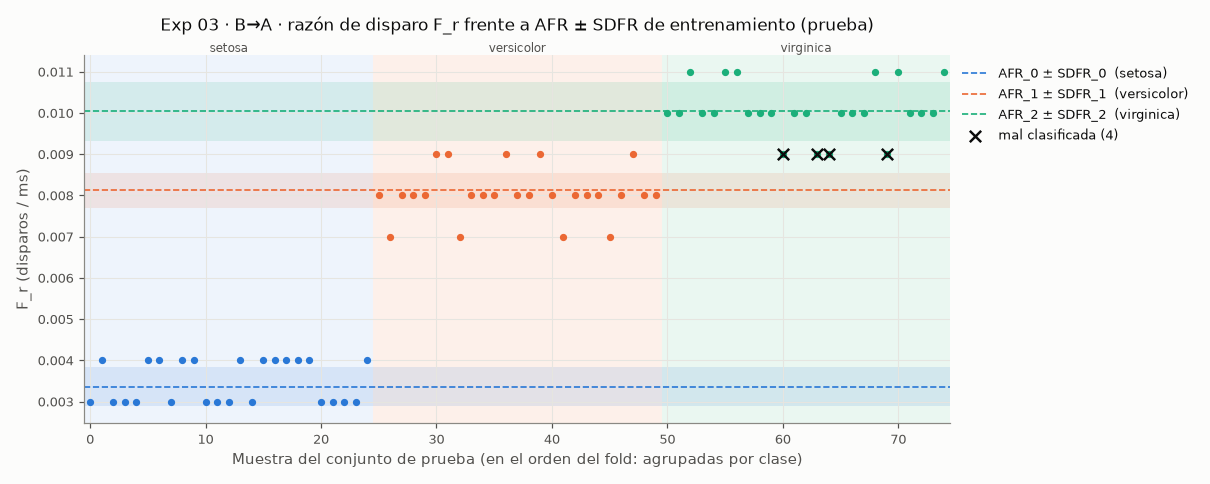 Exp 03 · B→A · razón de disparo F_r frente a AFR ± SDFR de entrenamiento (prueba)
setosa
versicolor
virginica
0.011
0.010
0.009
0.008
0.007
0.006
0.005
0.004
0.003
F_r (disparos / ms)
0
10
20
30
40
50
60
70
Muestra del conjunto de prueba (en el orden del fold: agrupadas por clase)
AFR_0 ± SDFR_0 (setosa)
AFR_1 ± SDFR_1 (versicolor)
AFR_2 ± SDFR_2 (virginica)
mal clasificada (4)